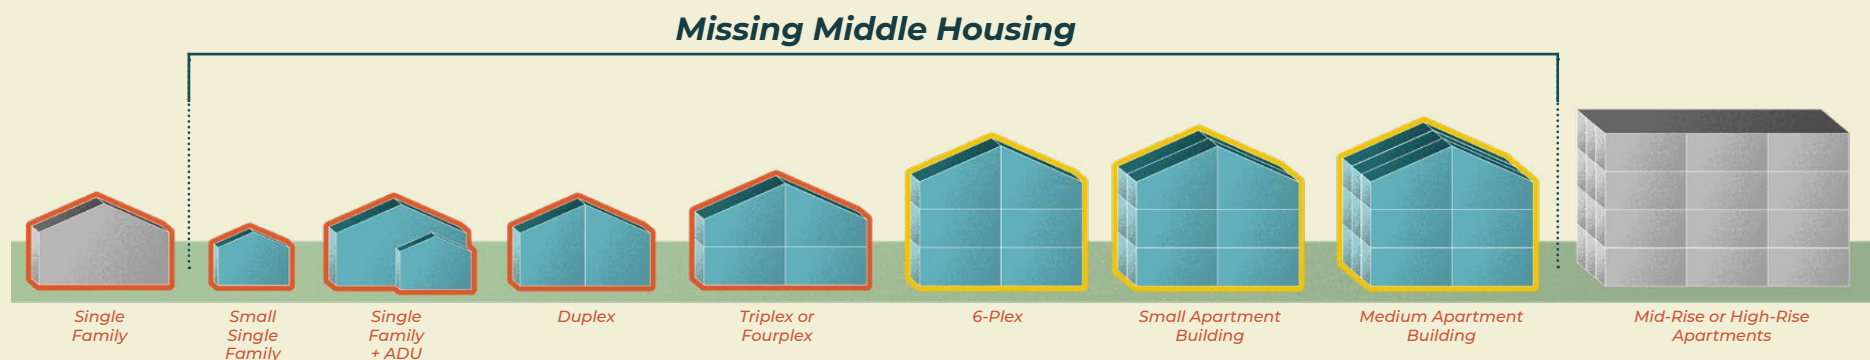 Missing Middle Housing
Single
Family
Small
Single
Family
Single
Family
+ ADU
Duplex
Triplex or
Fourplex
6-Plex
Small Apartment
Building
Medium Apartment
Building
Mid-Rise or High-Rise
Apartments